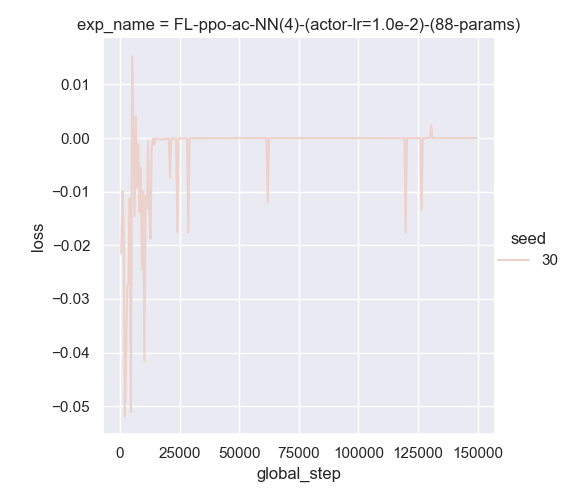 exp_name = FL-ppo-ac-NN(4)-(actor-lr=1.0e-2)-(88-params)
0.01
0.00
−0.01
−0.02
−0.03
−0.04
−0.05
loss
0 25000 50000 75000 100000 125000 150000
global_step
seed
30